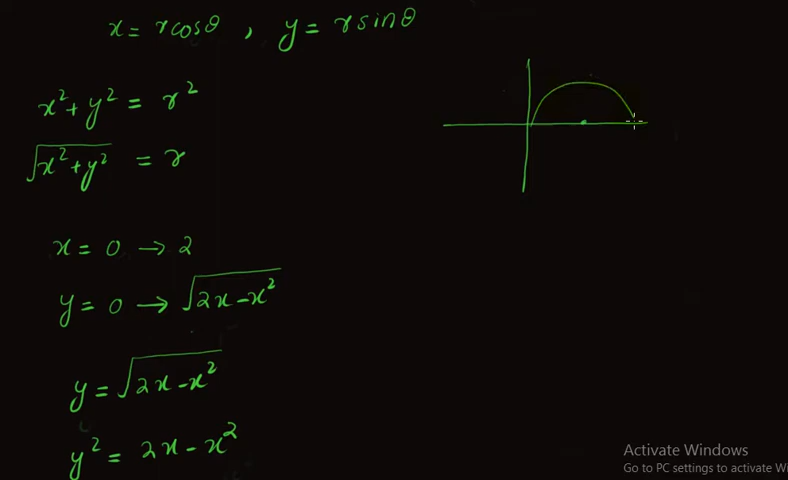 x = r cosθ , y = r sinθ
x² + y² = r²
√(x² + y²) = r
x = 0 → 2
y = 0 → √(2x - x²)
y = √(2x - x²)
y² = 2x - x²
Activate Windows
Go to PC settings to activate Wi